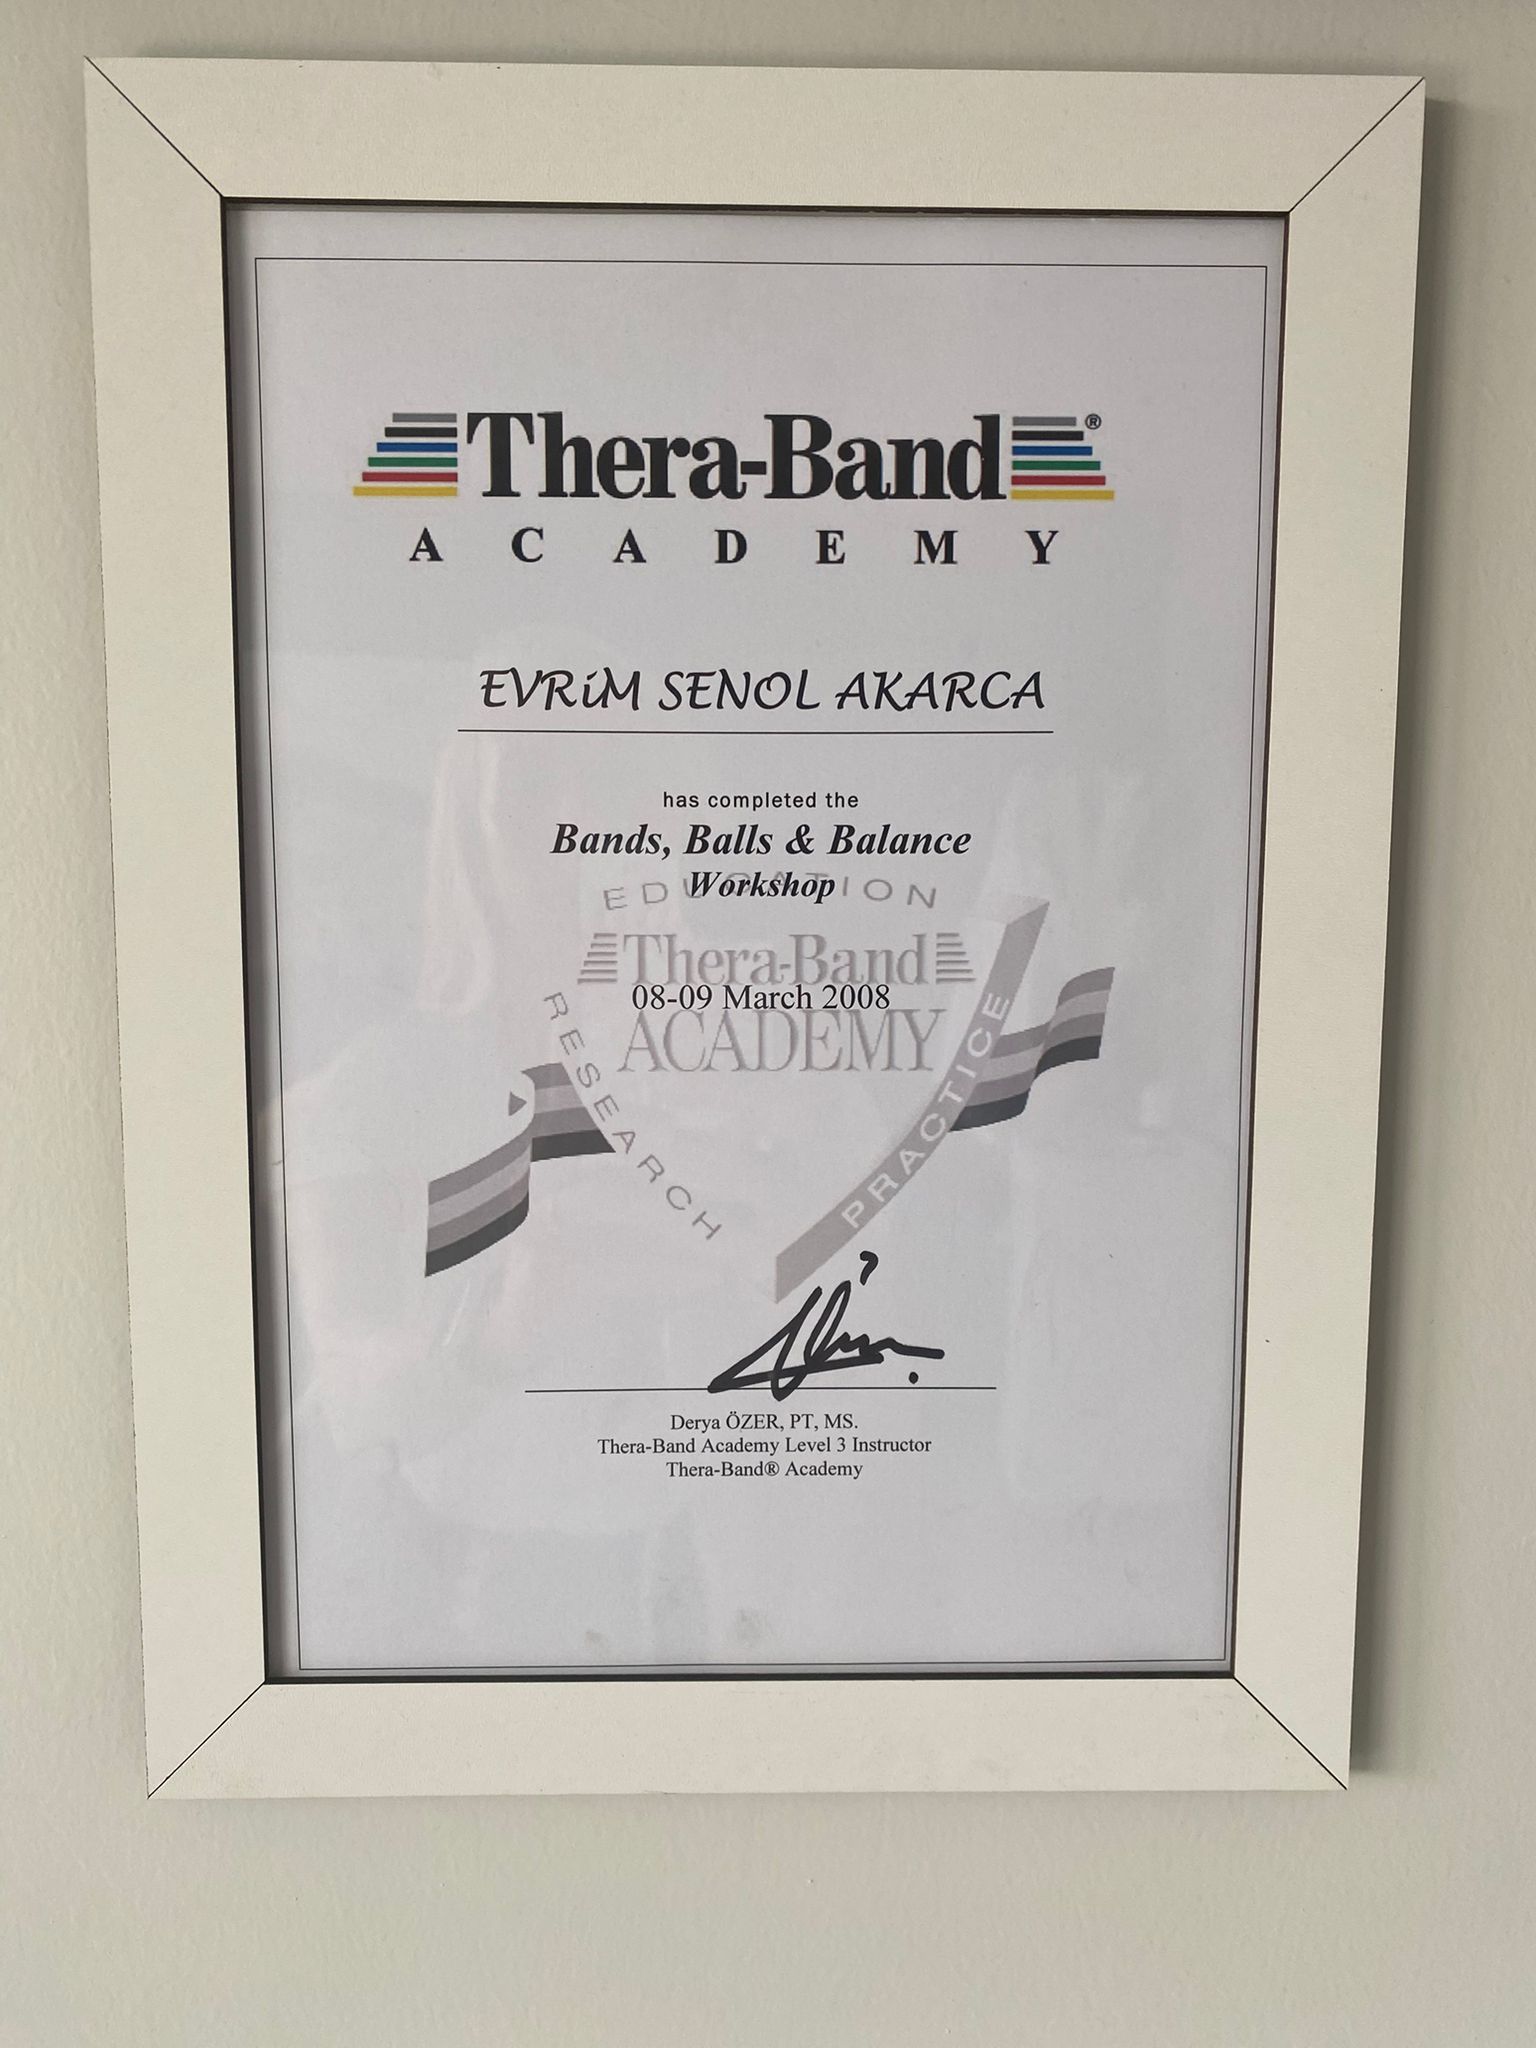 Thera-Band®
ACADEMY
EVRiM SENOL AKARCA
has completed the
Bands, Balls & Balance
Workshop
EDUCATION
Thera-Band
08-09 March 2008
ACADEMY
RESEARCH
PRACTICE
Derya ÖZER, PT, MS.
Thera-Band Academy Level 3 Instructor
Thera-Band® Academy